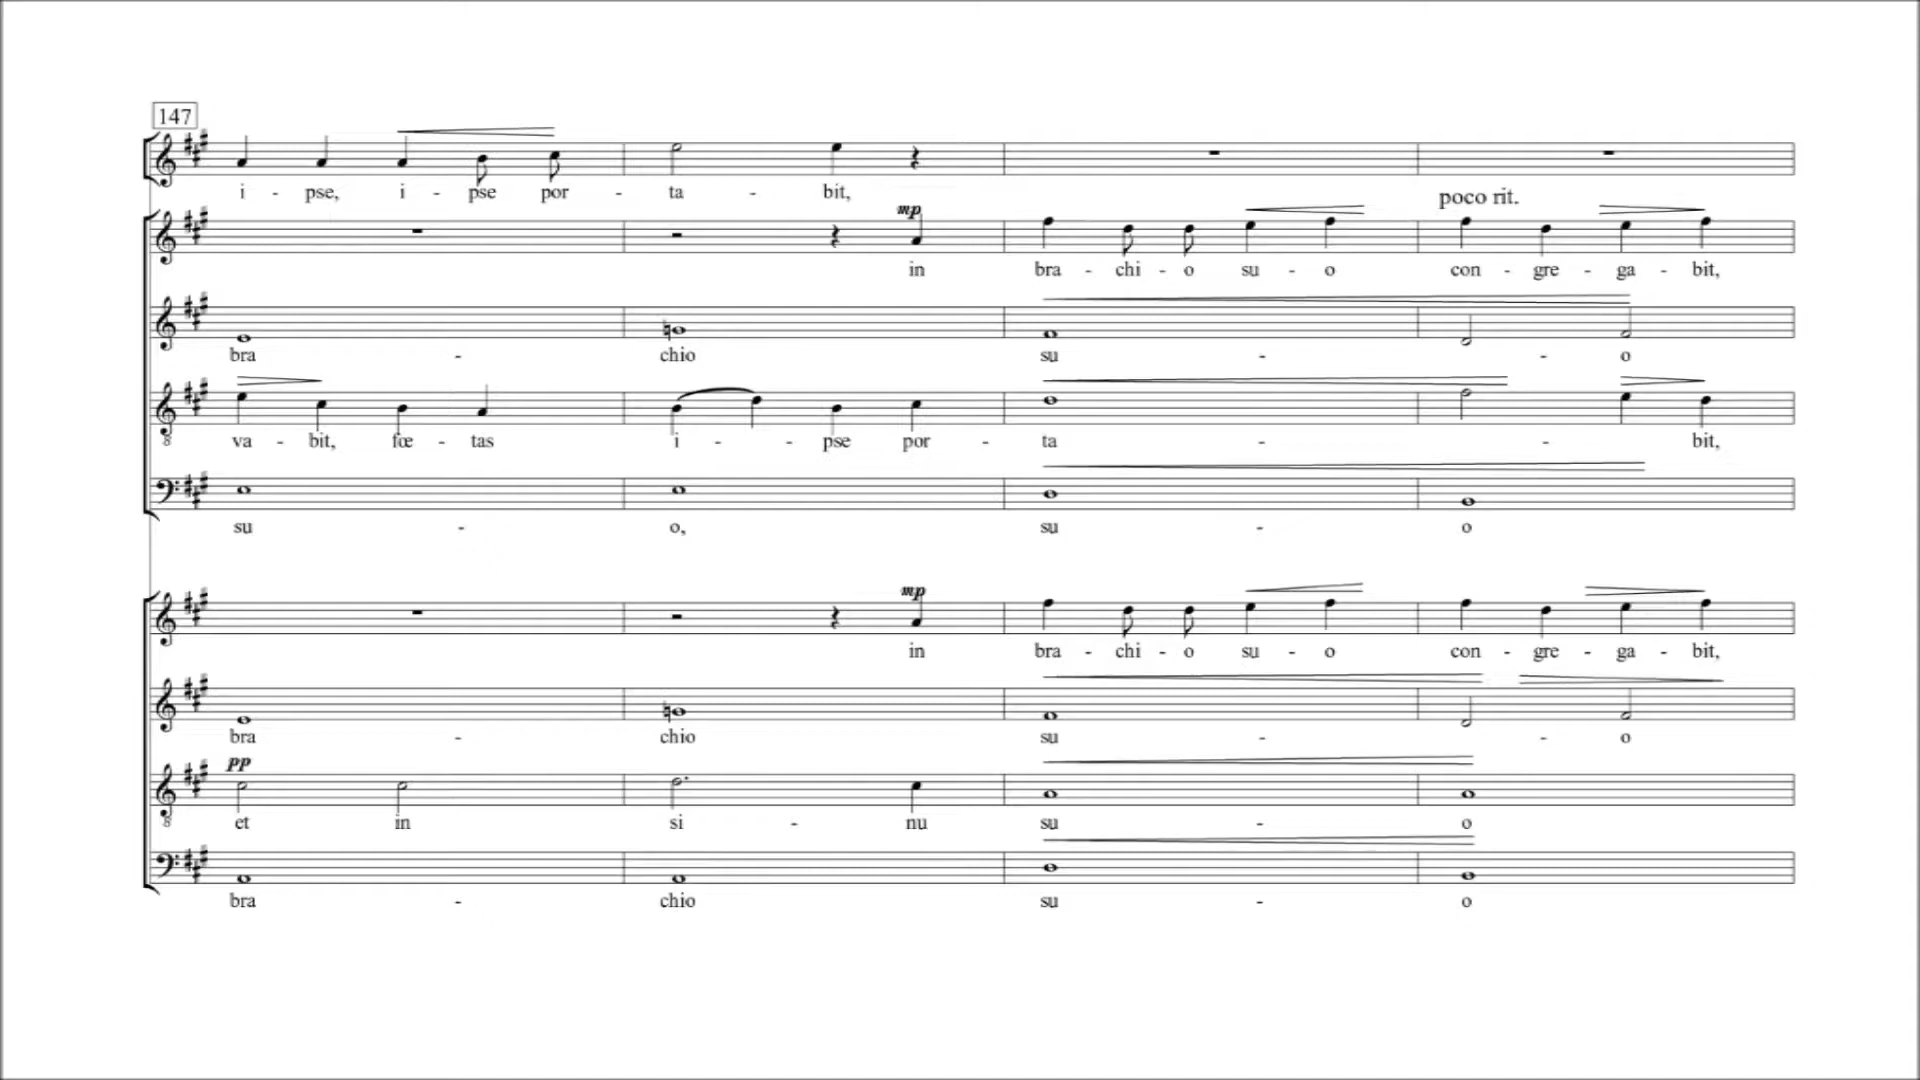 147
i - pse, i - pse por - ta - bit,
poco rit.
mp
in bra - chi - o su - o con - gre - ga - bit,
bra - chio su - o
va - bit, fœ - tas i - pse por - ta - bit,
8
su - o, su - o
mp
in bra - chi - o su - o con - gre - ga - bit,
bra - chio su - o
pp
et in si - nu su - o
8
bra - chio su - o